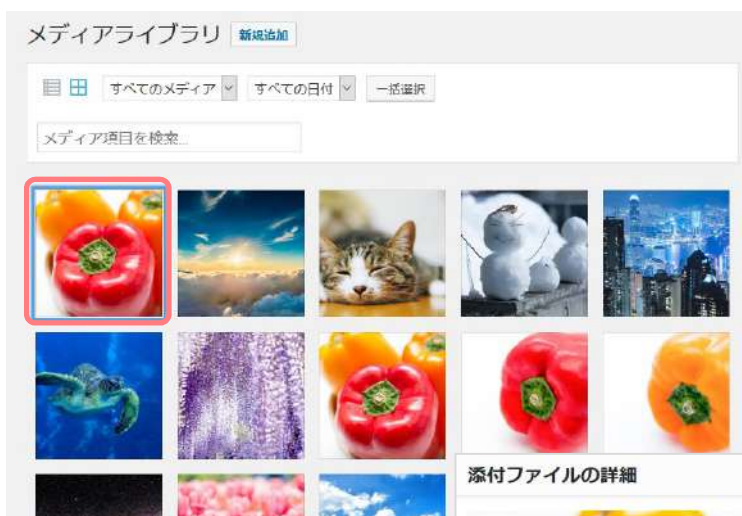 メディアライブラリ 新規追加
すべてのメディア すべての日付 一括選択
メディア項目を検索...
添付ファイルの詳細